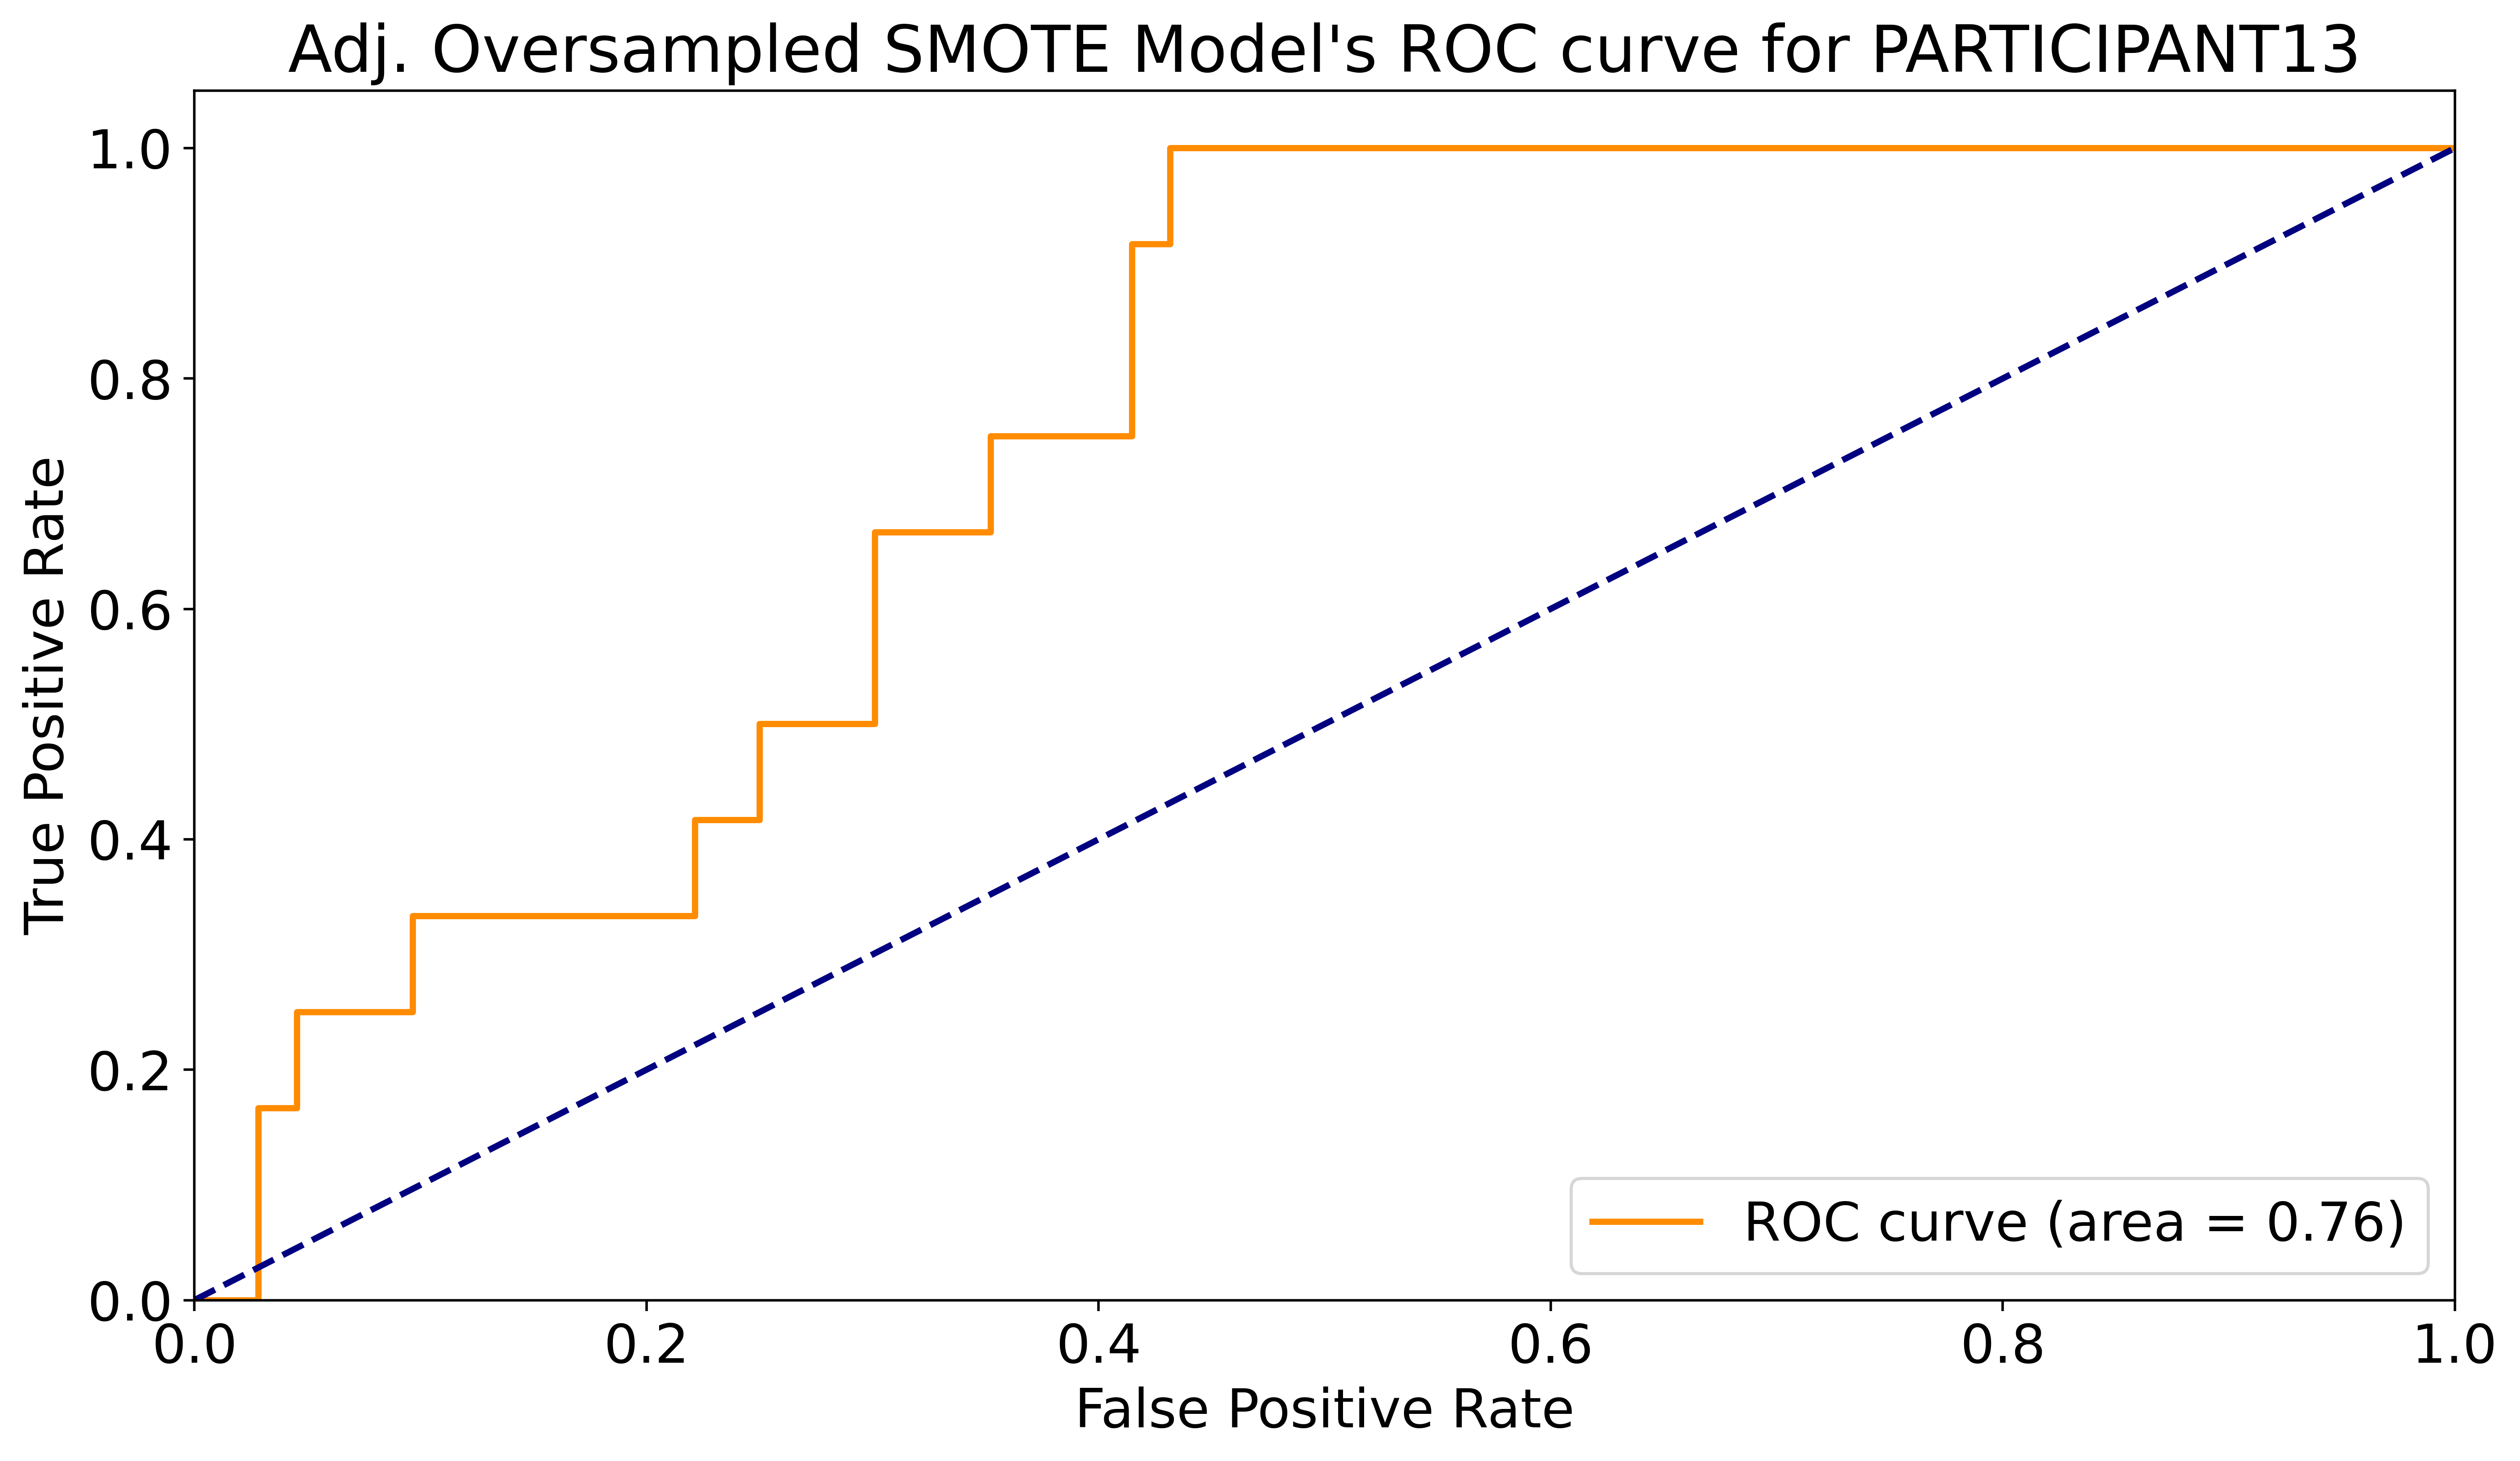 Adj. Oversampled SMOTE Model's ROC curve for PARTICIPANT13
1.0
0.8
0.6
0.4
0.2
0.0
True Positive Rate
ROC curve (area = 0.76)
0.0 0.2 0.4 0.6 0.8 1.0
False Positive Rate